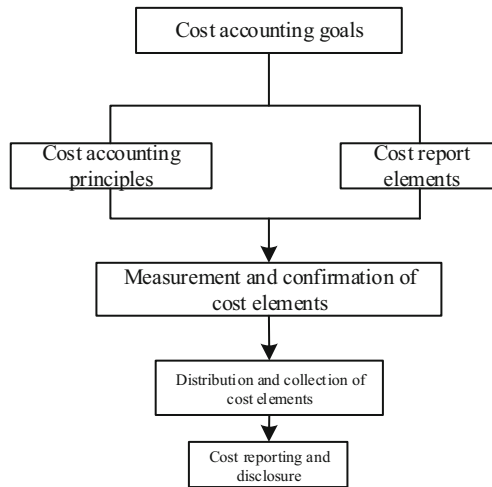 Cost accounting goals
Cost accounting
principles
Cost report
elements
Measurement and confirmation of
cost elements
Distribution and collection of
cost elements
Cost reporting and
disclosure